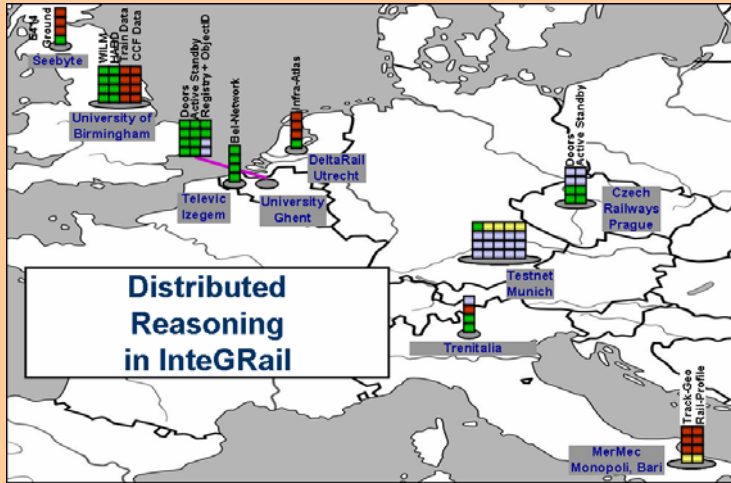 Ground
Seebyte
WILM
HABD
Train Data
CCF Data
University of
Birmingham
Doors
Active Standby
Registry + ObjectID
Bel-Network
Infra-Atlas
DeltaRail
Utrecht
Televic
Izegem
University
Ghent
Doors
Active Standby
Czech
Railways
Prague
Testnet
Munich
Trenitalia
Distributed
Reasoning
in InteGRail
Track-Geo
Rail-Profile
MerMec
Monopoli, Bari